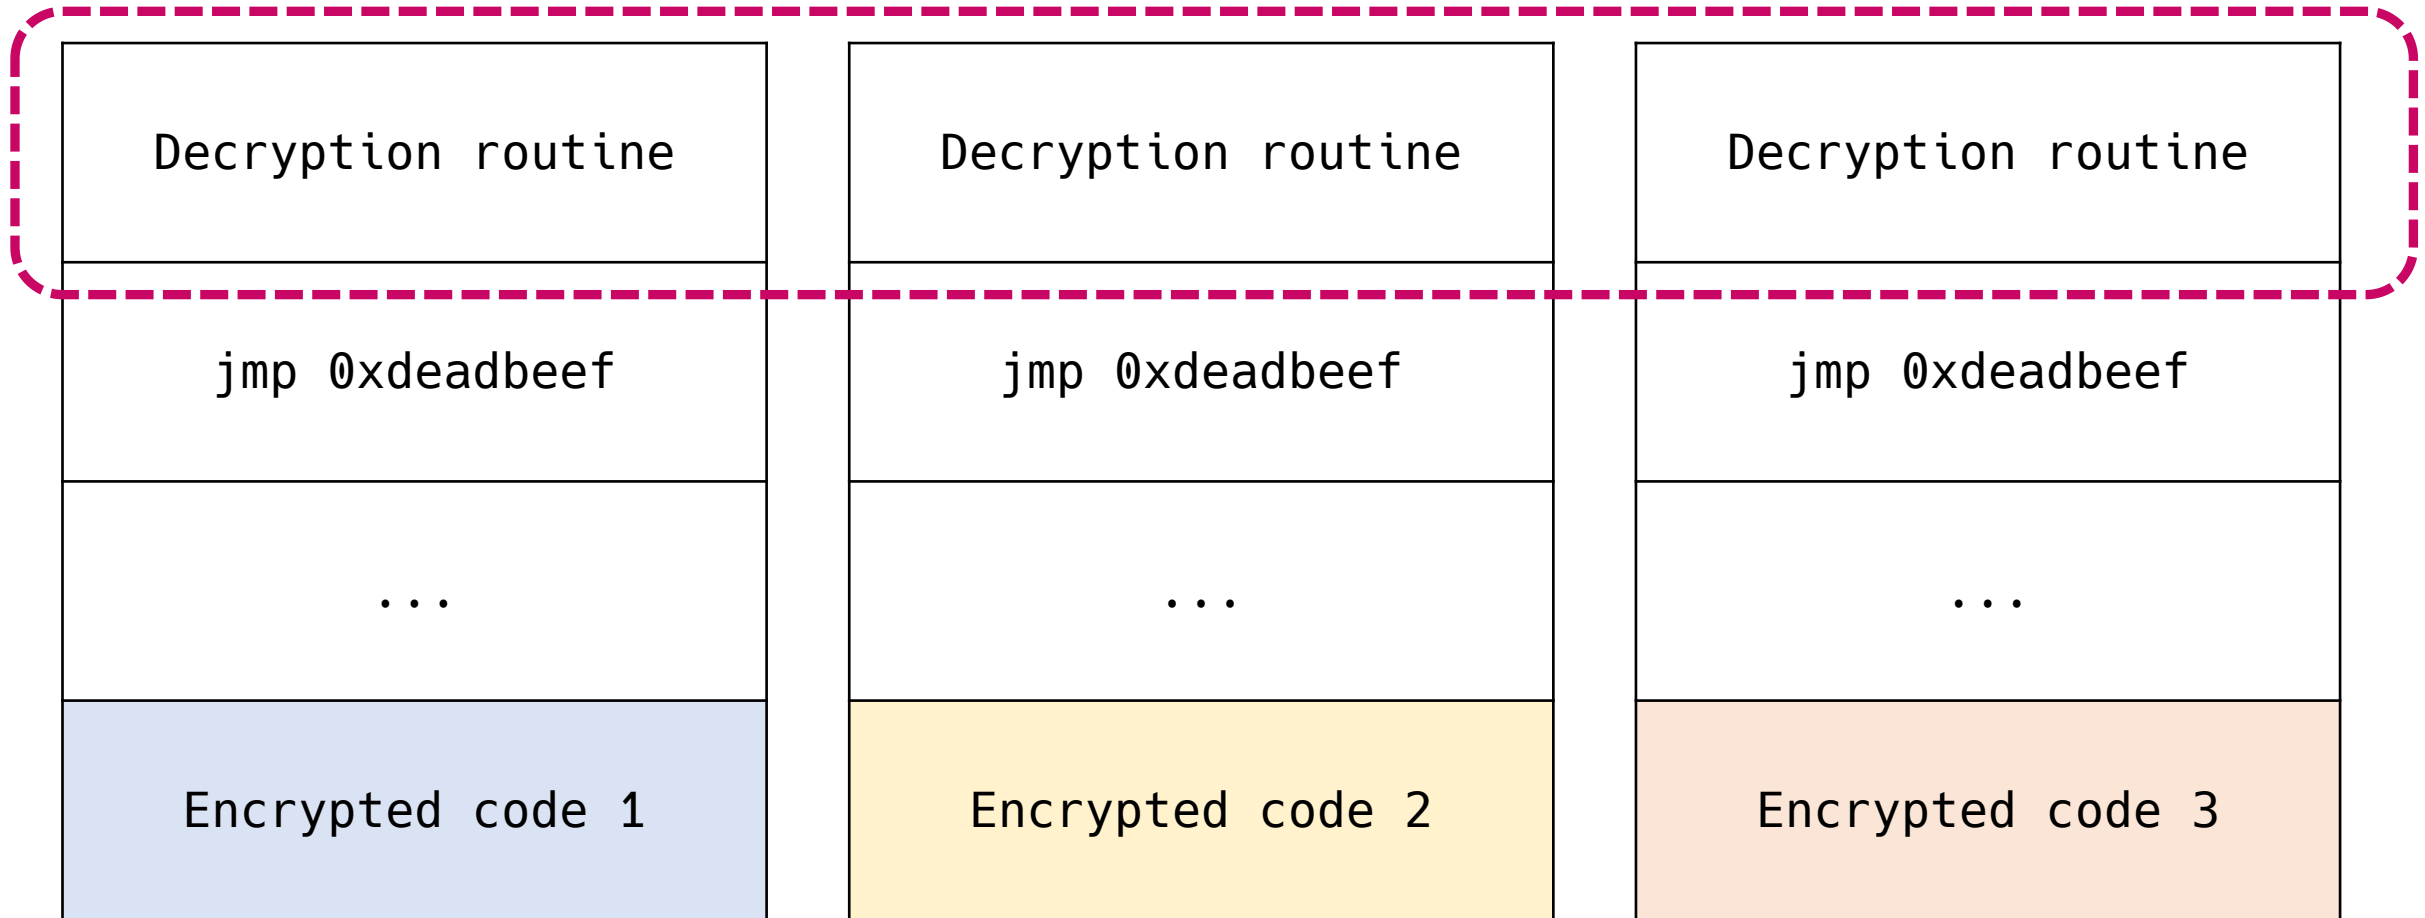 Decryption routine
Decryption routine
Decryption routine
jmp 0xdeadbeef
jmp 0xdeadbeef
jmp 0xdeadbeef
...
...
...
Encrypted code 1
Encrypted code 2
Encrypted code 3